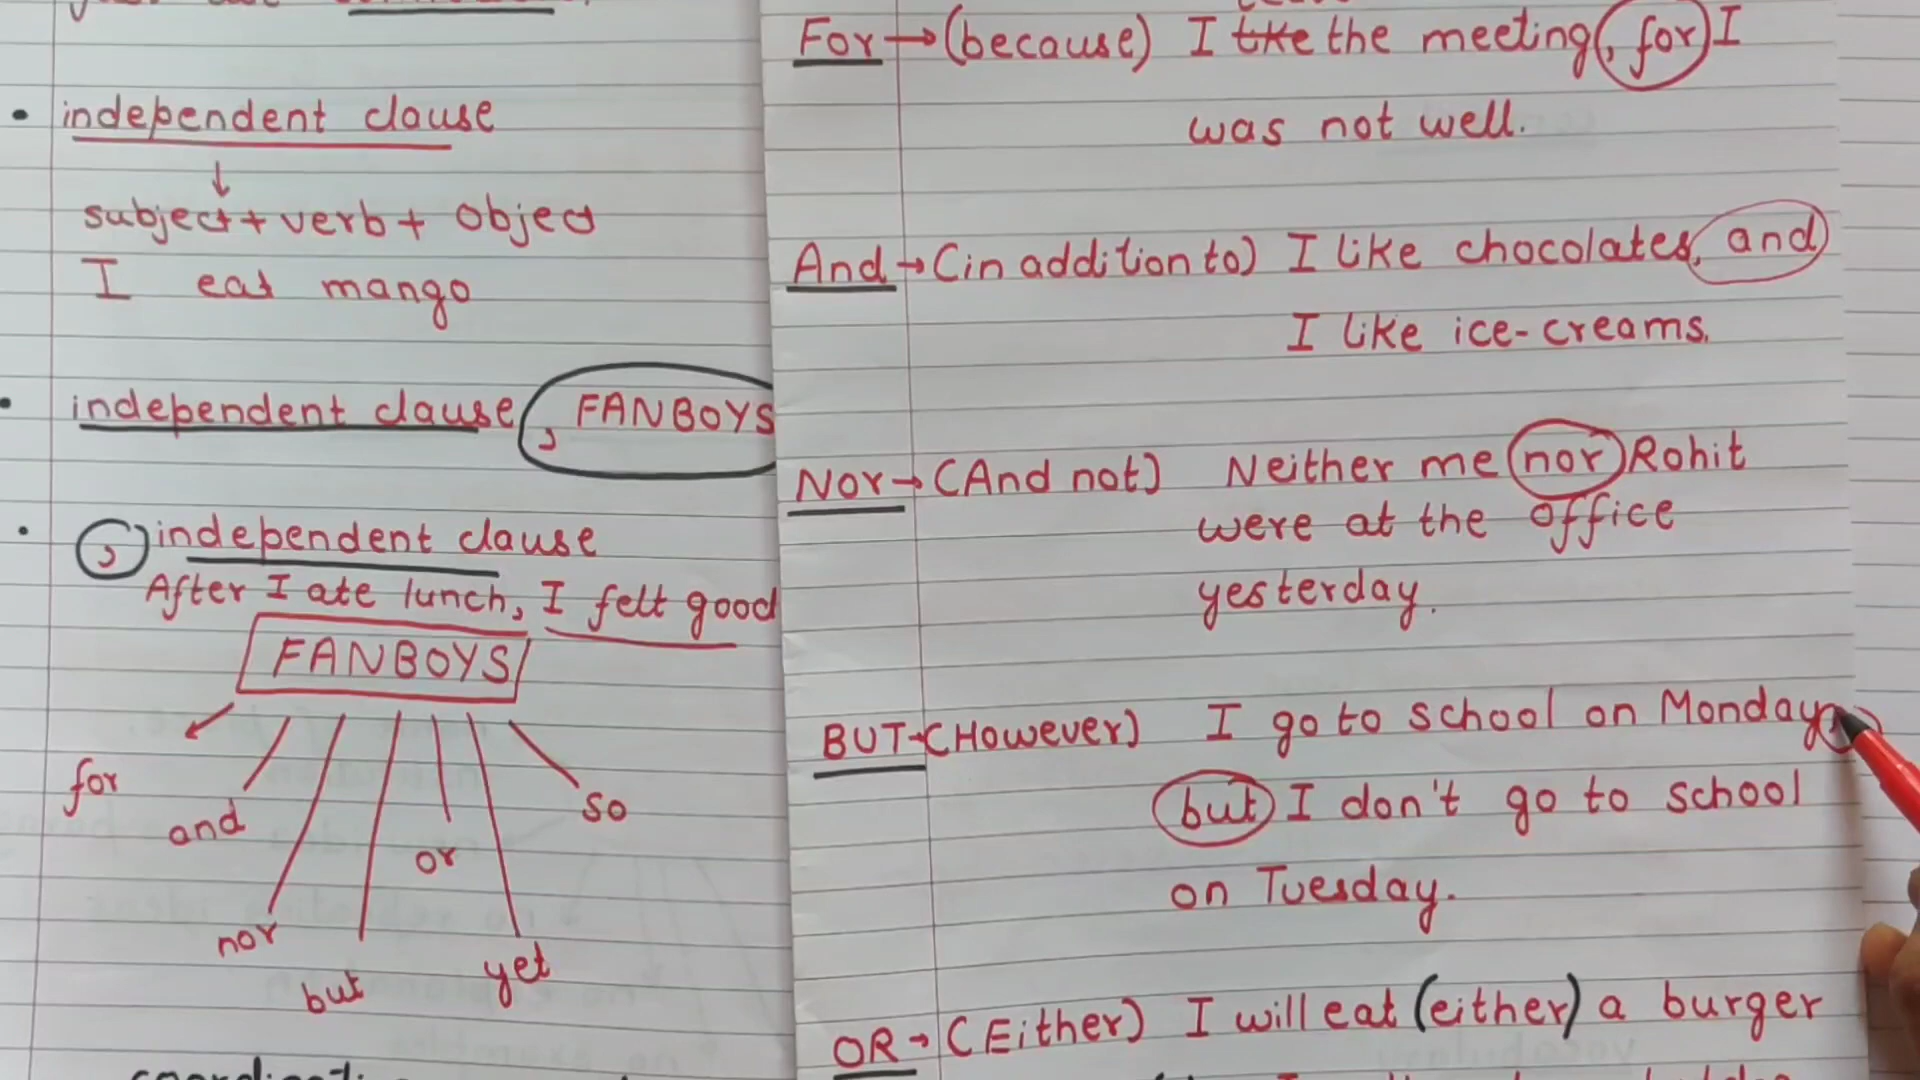 independent clause
↓
subject + verb + object
I eat mango
independent clause, FANBOYS
, independent clause
After I ate lunch, I felt good
FANBOYS
for
and
nor
but
or
yet
so
For → (because) I the meeting, for I
was not well.
And → (in addition to) I like chocolates, and
I like ice-creams.
Nor → (And not) Neither me nor Rohit
were at the office
yesterday.
BUT → (However) I go to school on Monday
but I don't go to school
on Tuesday.
OR → (Either) I will eat (either) a burger